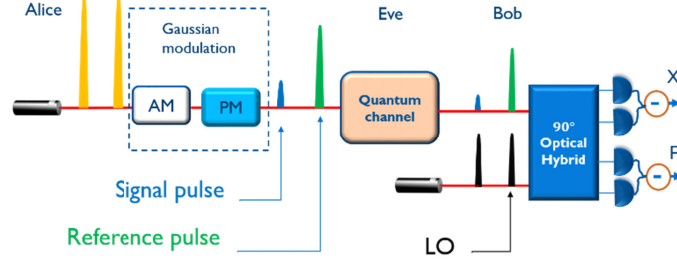 Alice
Eve
Bob
Gaussian
modulation
AM
PM
Quantum
channel
90°
Optical
Hybrid
X
-
P
-
Signal pulse
Reference pulse
LO